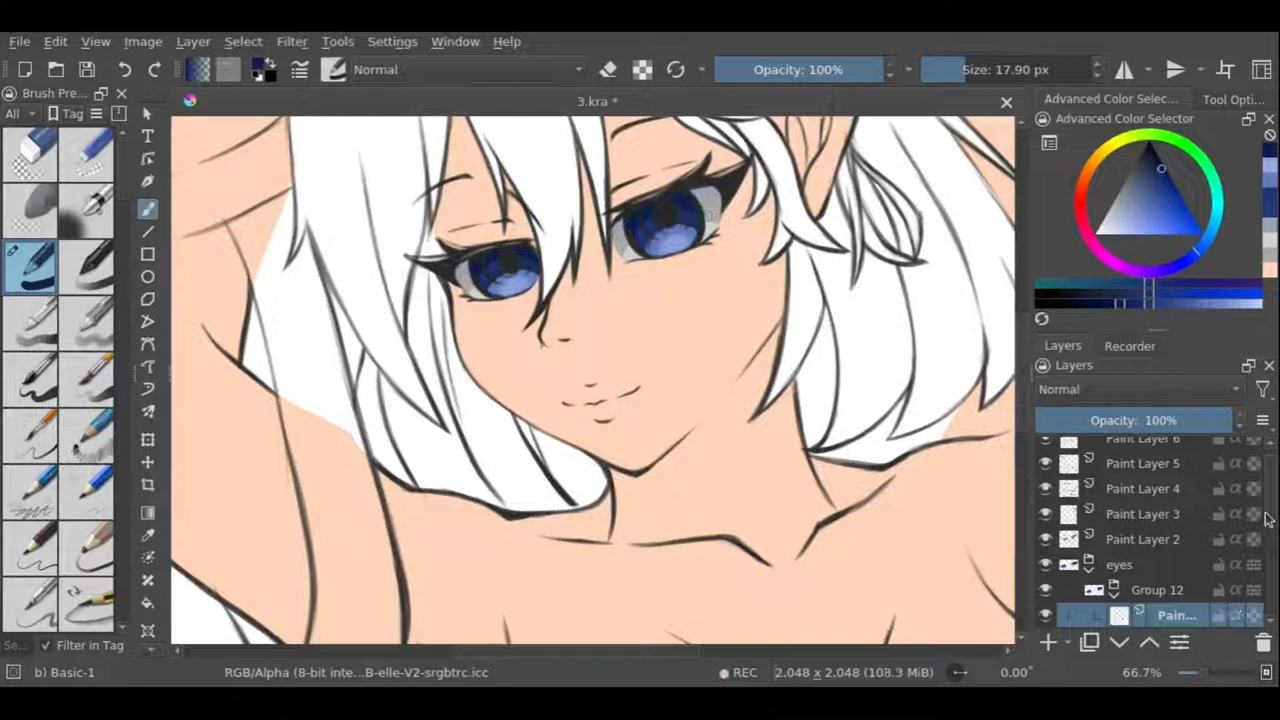 File Edit View Image Layer Select Filter Tools Settings Window Help
Normal Opacity: 100% Size: 17.90 px
Brush Pre... 3.kra * Advanced Color Selec... Tool Opti...
All Tag Advanced Color Selector
Layers Recorder
Layers
Normal
Opacity: 100%
Paint Layer 6
Paint Layer 5
Paint Layer 4
Paint Layer 3
Paint Layer 2
eyes
Group 12
Pain...
Se... Filter in Tag
b) Basic-1 RGB/Alpha (8-bit inte...B-elle-V2-srgbtrc.icc REC 2,048 x 2,048 (108.3 MiB) 0.00° 66.7%